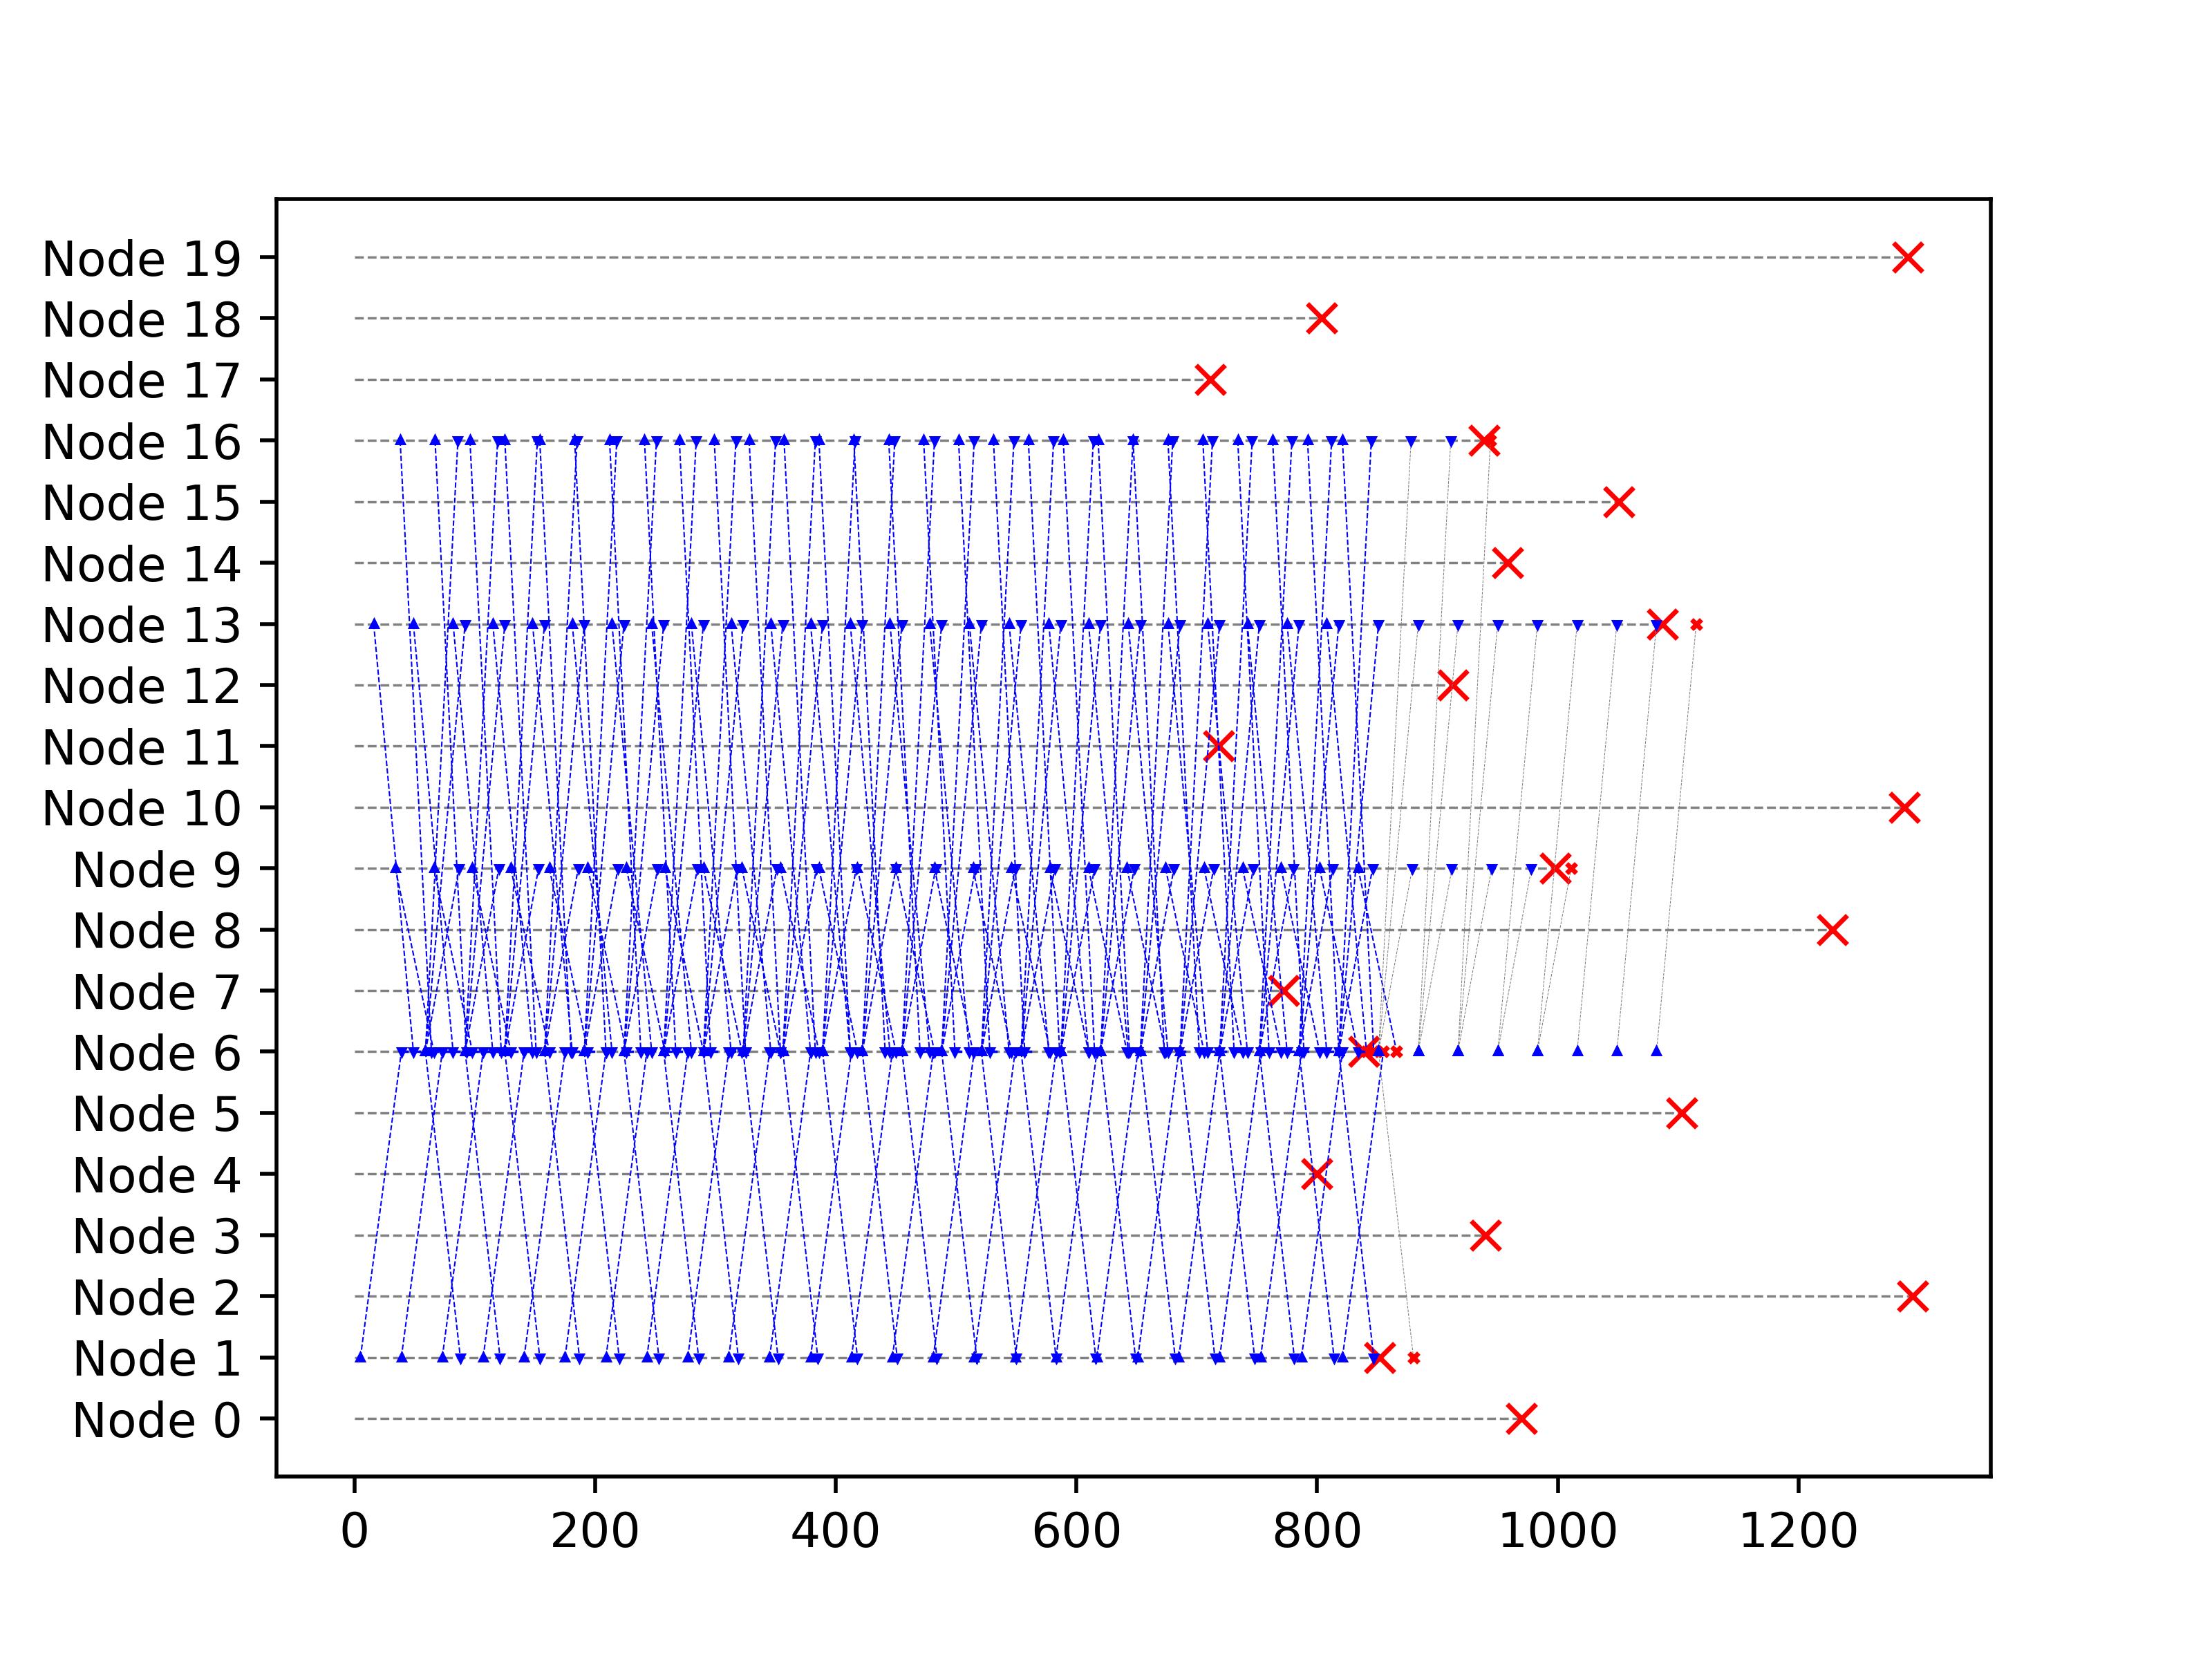 Node 19
Node 18
Node 17
Node 16
Node 15
Node 14
Node 13
Node 12
Node 11
Node 10
Node 9
Node 8
Node 7
Node 6
Node 5
Node 4
Node 3
Node 2
Node 1
Node 0
0 200 400 600 800 1000 1200